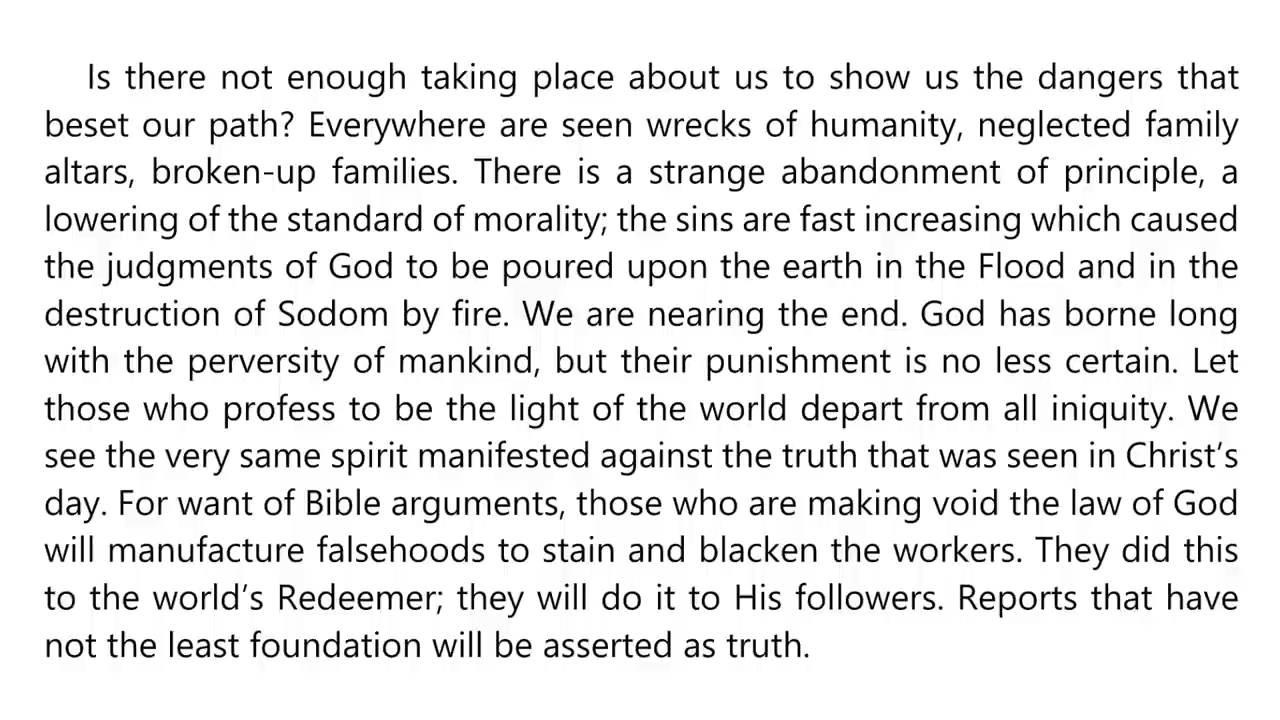 Is there not enough taking place about us to show us the dangers that
beset our path? Everywhere are seen wrecks of humanity, neglected family
altars, broken-up families. There is a strange abandonment of principle, a
lowering of the standard of morality; the sins are fast increasing which caused
the judgments of God to be poured upon the earth in the Flood and in the
destruction of Sodom by fire. We are nearing the end. God has borne long
with the perversity of mankind, but their punishment is no less certain. Let
those who profess to be the light of the world depart from all iniquity. We
see the very same spirit manifested against the truth that was seen in Christ’s
day. For want of Bible arguments, those who are making void the law of God
will manufacture falsehoods to stain and blacken the workers. They did this
to the world’s Redeemer; they will do it to His followers. Reports that have
not the least foundation will be asserted as truth.